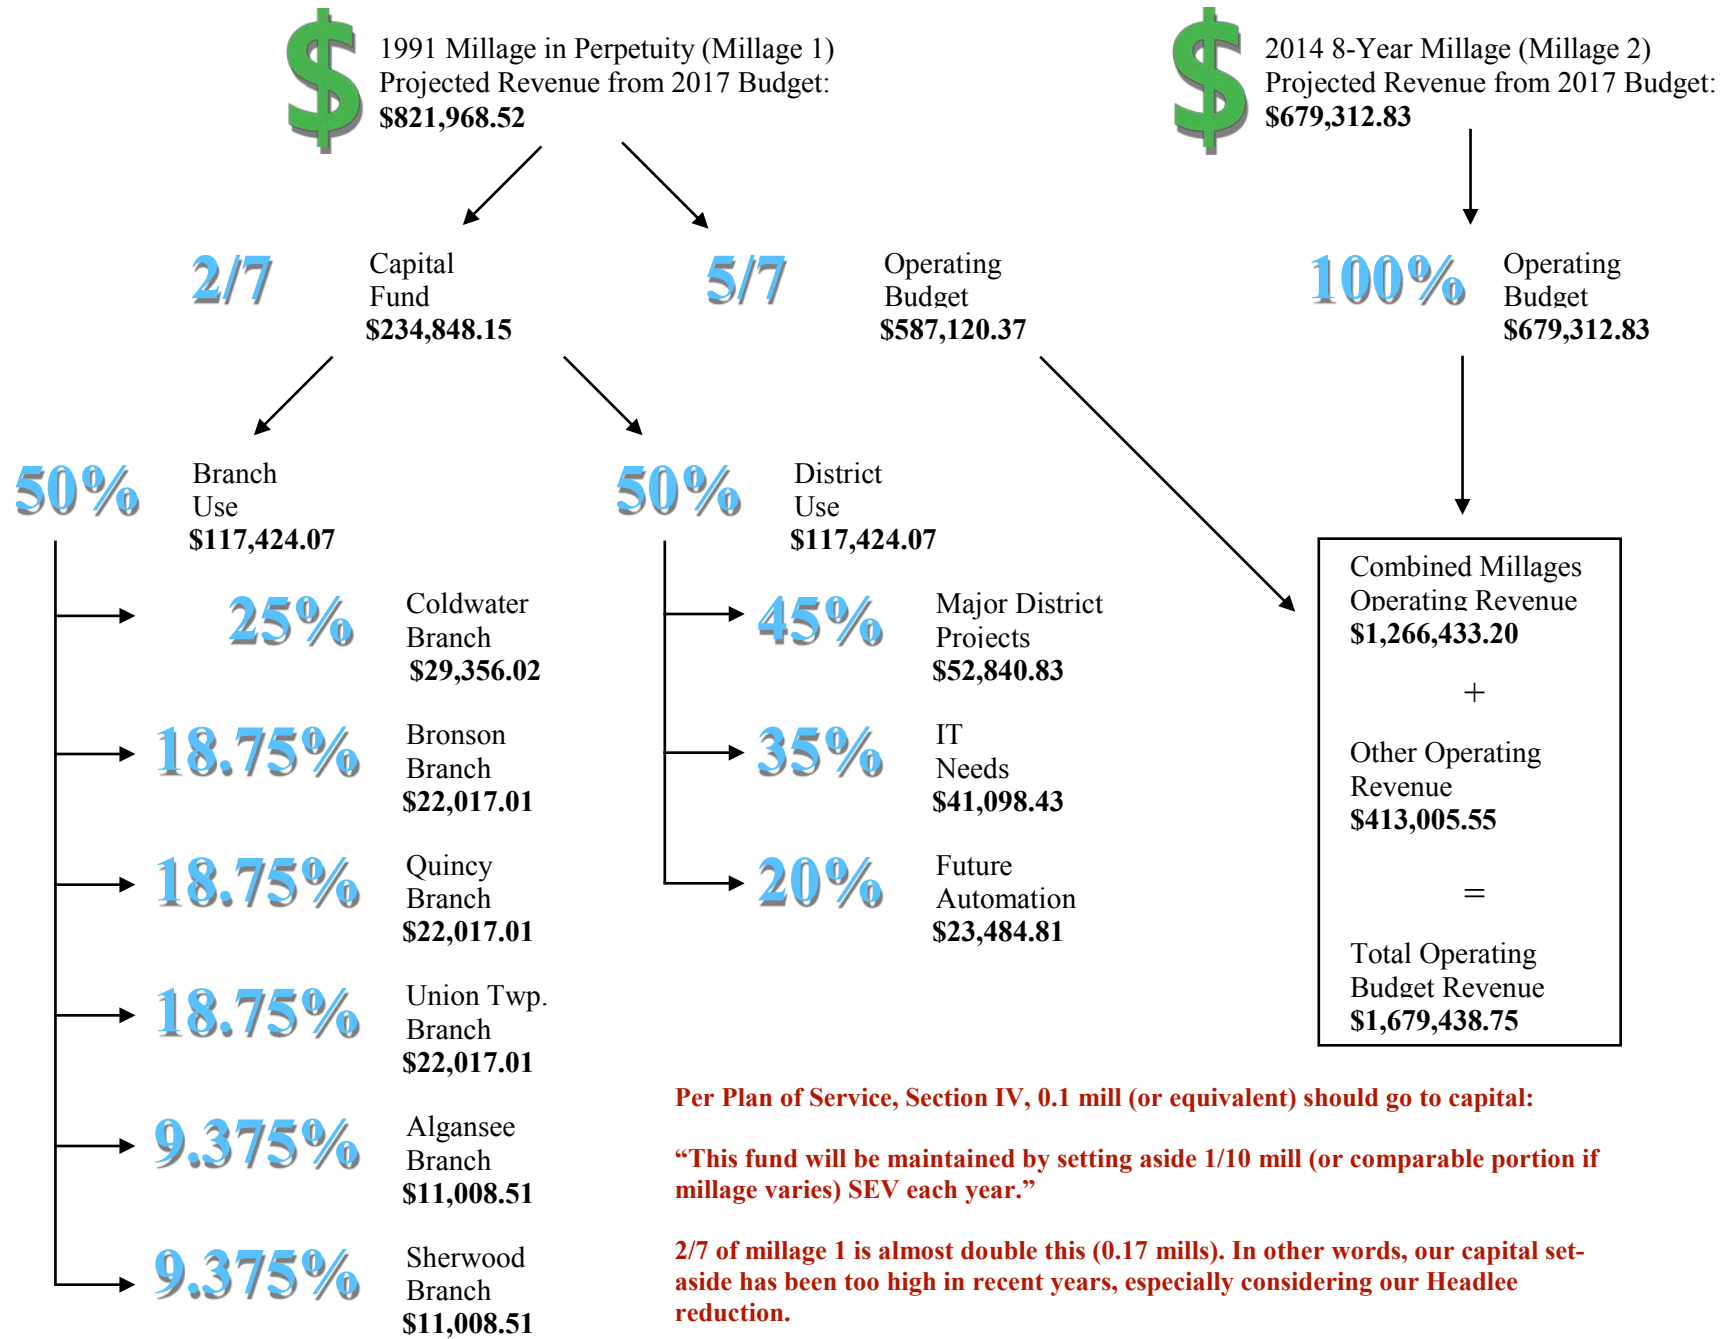 $
1991 Millage in Perpetuity (Millage 1)
Projected Revenue from 2017 Budget:
$821,968.52
$
2014 8-Year Millage (Millage 2)
Projected Revenue from 2017 Budget:
$679,312.83
2/7
Capital
Fund
$234,848.15
5/7
Operating
Budget
$587,120.37
100%
Operating
Budget
$679,312.83
50%
Branch
Use
$117,424.07
50%
District
Use
$117,424.07
25%
Coldwater
Branch
$29,356.02
18.75%
Bronson
Branch
$22,017.01
18.75%
Quincy
Branch
$22,017.01
18.75%
Union Twp.
Branch
$22,017.01
9.375%
Algansee
Branch
$11,008.51
9.375%
Sherwood
Branch
$11,008.51
45%
Major District
Projects
$52,840.83
35%
IT
Needs
$41,098.43
20%
Future
Automation
$23,484.81
Combined Millages
Operating Revenue
$1,266,433.20
+
Other Operating
Revenue
$413,005.55
=
Total Operating
Budget Revenue
$1,679,438.75
Per Plan of Service, Section IV, 0.1 mill (or equivalent) should go to capital:
“This fund will be maintained by setting aside 1/10 mill (or comparable portion if
millage varies) SEV each year.”
2/7 of millage 1 is almost double this (0.17 mills). In other words, our capital set-
aside has been too high in recent years, especially considering our Headlee
reduction.